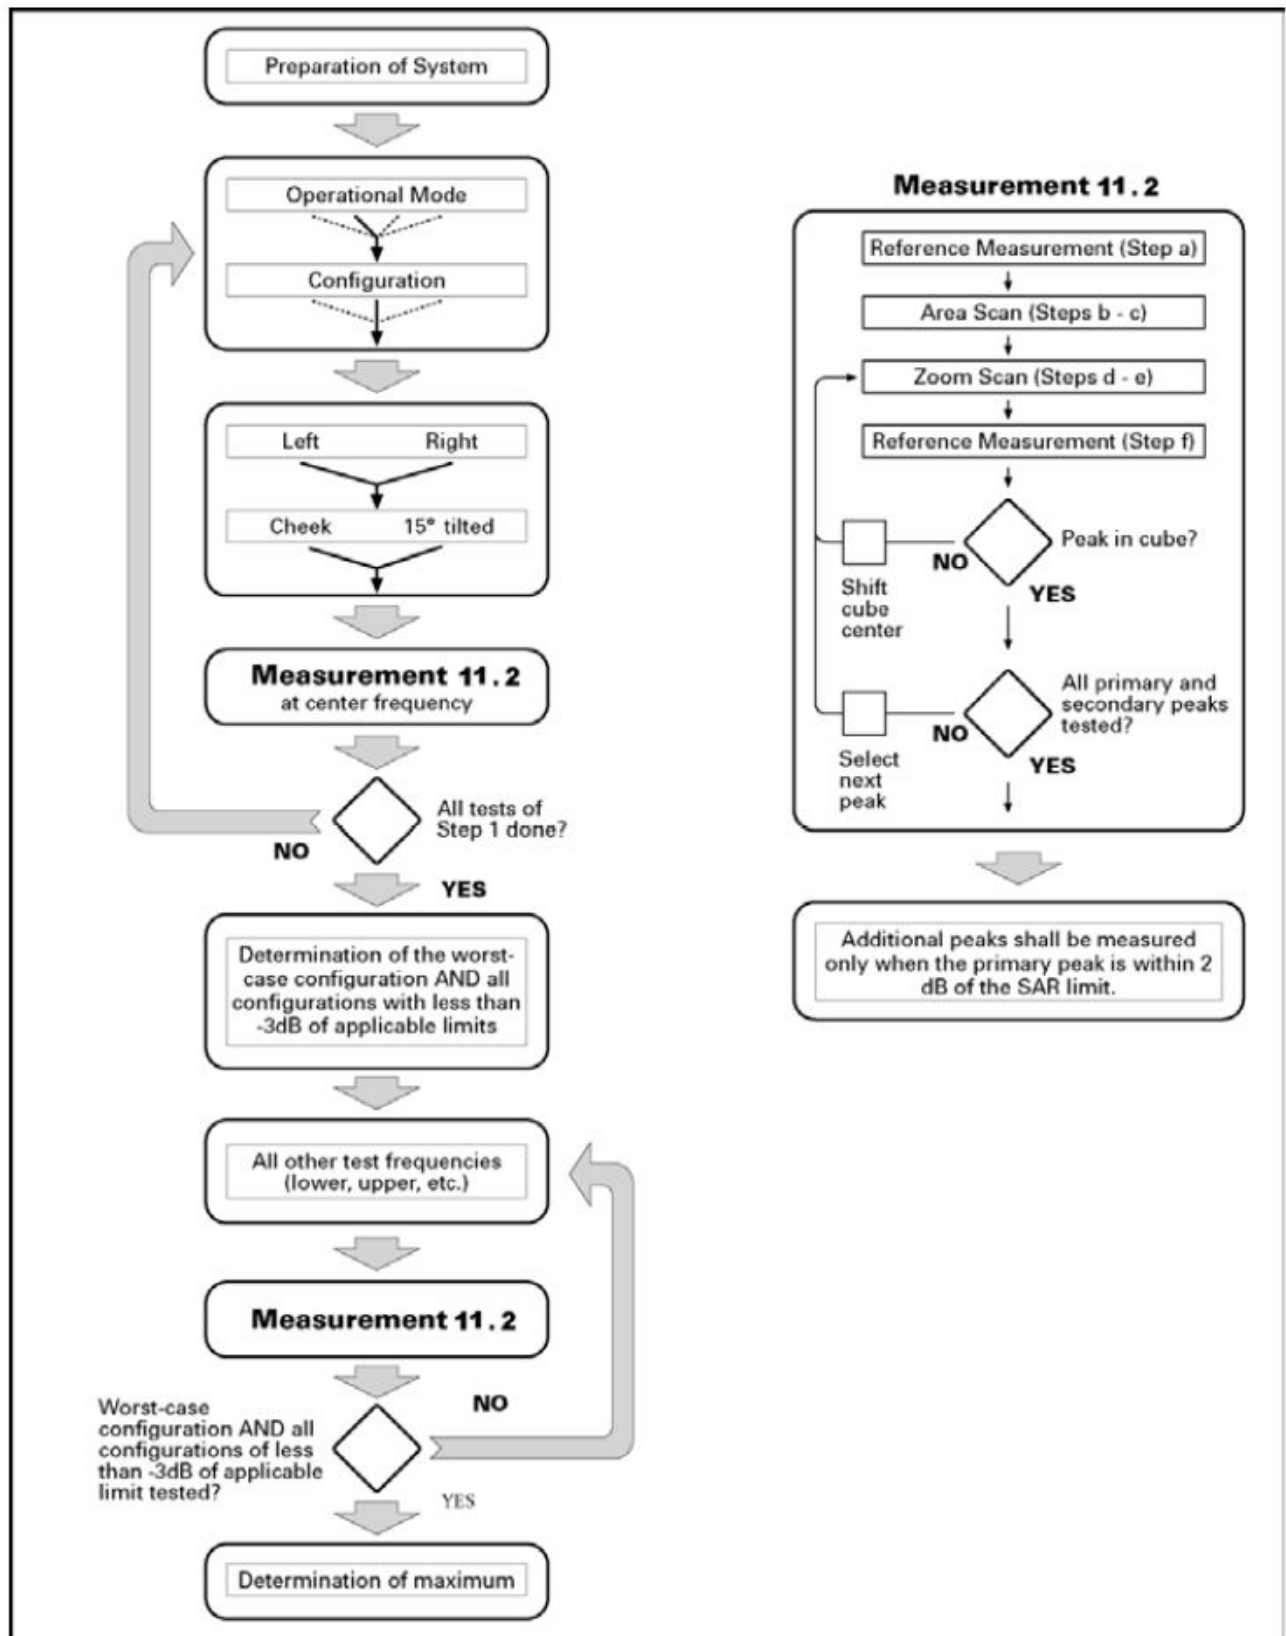 Preparation of System
Operational Mode
Configuration
Left Right
Cheek 15° tilted
Measurement 11.2
at center frequency
All tests of
Step 1 done?
NO
YES
Determination of the worst-
case configuration AND all
configurations with less than
-3dB of applicable limits
All other test frequencies
(lower, upper, etc.)
Measurement 11.2
NO
Worst-case
configuration AND all
configurations of less
than -3dB of applicable
limit tested?
YES
Determination of maximum
Measurement 11.2
Reference Measurement (Step a)
Area Scan (Steps b - c)
Zoom Scan (Steps d - e)
Reference Measurement (Step f)
Peak in cube?
NO
YES
Shift
cube
center
All primary and
secondary peaks
tested?
NO
YES
Select
next
peak
Additional peaks shall be measured
only when the primary peak is within 2
dB of the SAR limit.